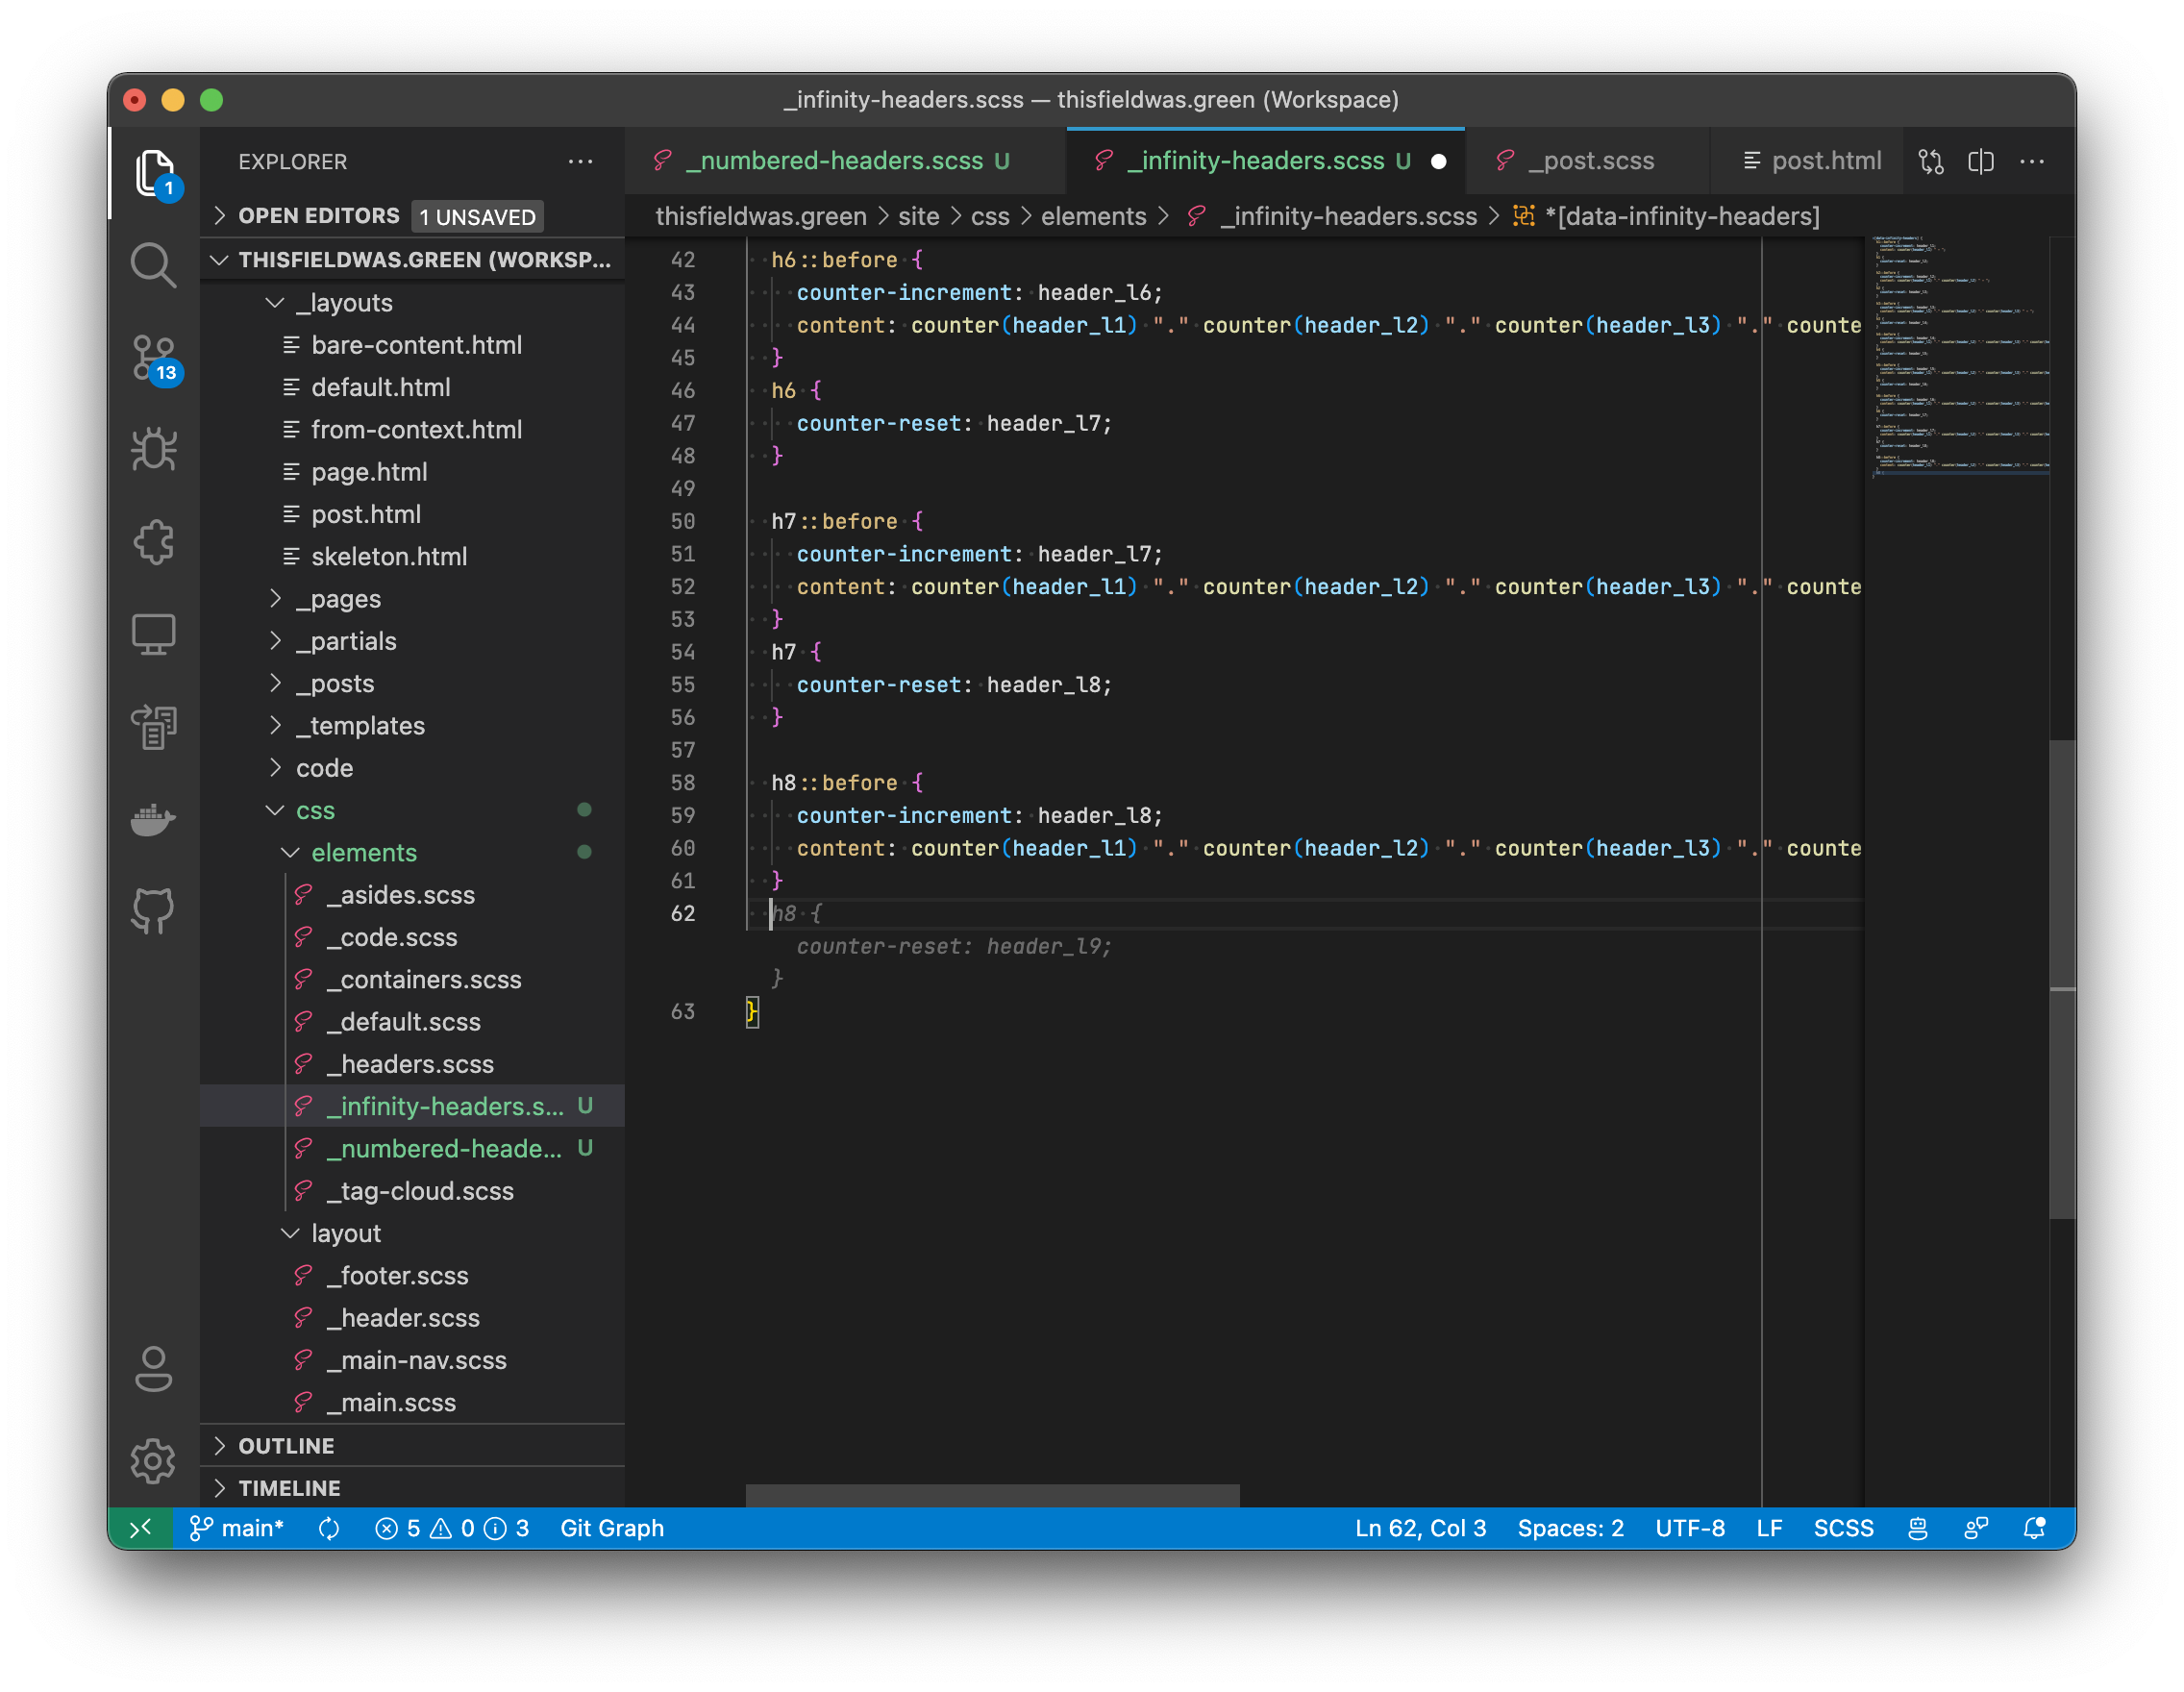 _infinity-headers.scss — thisfieldwas.green (Workspace)
EXPLORER
_numbered-headers.scss U
_infinity-headers.scss U
_post.scss
post.html
1
OPEN EDITORS 1 UNSAVED
thisfieldwas.green > site > css > elements > _infinity-headers.scss > *[data-infinity-headers]
THISFIELDWAS.GREEN (WORKSP...
_layouts
bare-content.html
default.html
from-context.html
page.html
post.html
skeleton.html
_pages
_partials
_posts
_templates
code
css
elements
_asides.scss
_code.scss
_containers.scss
_default.scss
_headers.scss
_infinity-headers.s... U
_numbered-heade... U
_tag-cloud.scss
layout
_footer.scss
_header.scss
_main-nav.scss
_main.scss
OUTLINE
TIMELINE
13
42 h6::before {
43 counter-increment: header_l6;
44 content: counter(header_l1) "." counter(header_l2) "." counter(header_l3) "." counte
45 }
46 h6 {
47 counter-reset: header_l7;
48 }
49
50 h7::before {
51 counter-increment: header_l7;
52 content: counter(header_l1) "." counter(header_l2) "." counter(header_l3) "." counte
53 }
54 h7 {
55 counter-reset: header_l8;
56 }
57
58 h8::before {
59 counter-increment: header_l8;
60 content: counter(header_l1) "." counter(header_l2) "." counter(header_l3) "." counte
61 }
62 h8 {
counter-reset: header_l9;
}
63 }
main* 5 0 3 Git Graph
Ln 62, Col 3 Spaces: 2 UTF-8 LF SCSS